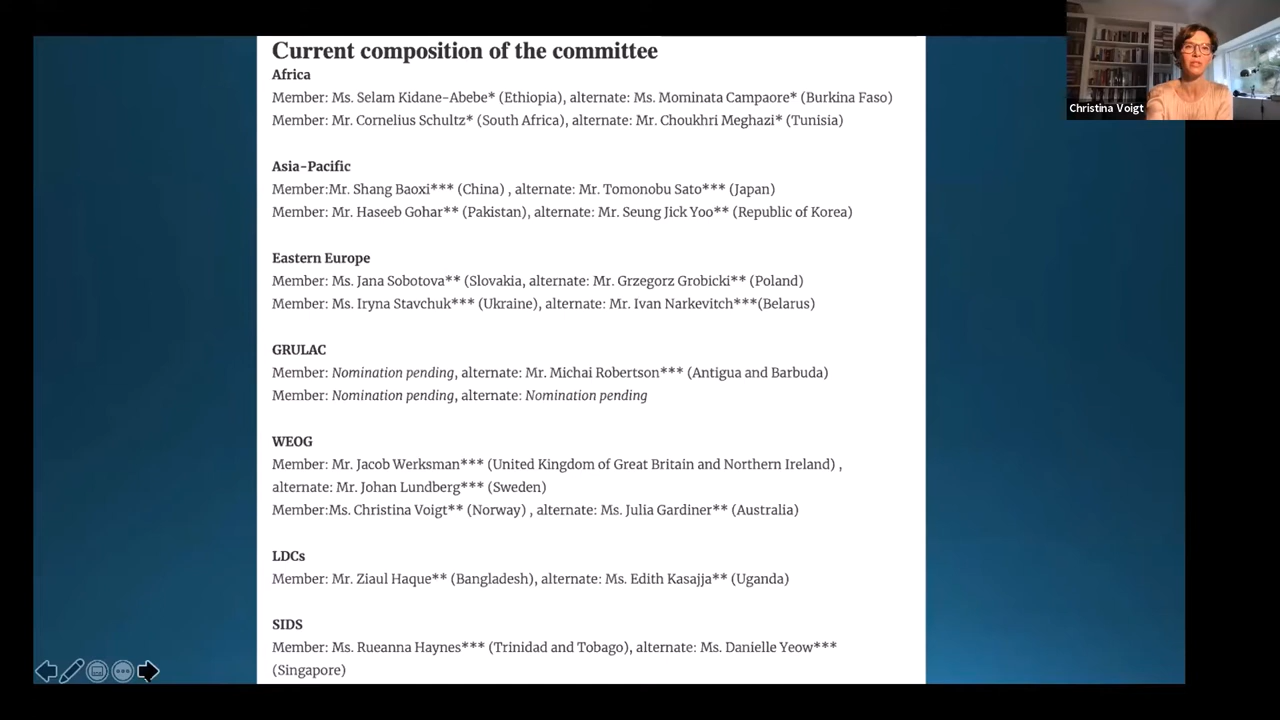 Current composition of the committee
Africa
Member: Ms. Selam Kidane-Abebe* (Ethiopia), alternate: Ms. Mominata Campaore* (Burkina Faso)
Member: Mr. Cornelius Schultz* (South Africa), alternate: Mr. Choukhri Meghazi* (Tunisia)
Asia-Pacific
Member:Mr. Shang Baoxi*** (China) , alternate: Mr. Tomonobu Sato*** (Japan)
Member: Mr. Haseeb Gohar** (Pakistan), alternate: Mr. Seung Jick Yoo** (Republic of Korea)
Eastern Europe
Member: Ms. Jana Sobotova** (Slovakia, alternate: Mr. Grzegorz Grobicki** (Poland)
Member: Ms. Iryna Stavchuk*** (Ukraine), alternate: Mr. Ivan Narkevitch***(Belarus)
GRULAC
Member: Nomination pending, alternate: Mr. Michai Robertson*** (Antigua and Barbuda)
Member: Nomination pending, alternate: Nomination pending
WEOG
Member: Mr. Jacob Werksman*** (United Kingdom of Great Britain and Northern Ireland) ,
alternate: Mr. Johan Lundberg*** (Sweden)
Member:Ms. Christina Voigt** (Norway) , alternate: Ms. Julia Gardiner** (Australia)
LDCs
Member: Mr. Ziaul Haque** (Bangladesh), alternate: Ms. Edith Kasajja** (Uganda)
SIDS
Member: Ms. Rueanna Haynes*** (Trinidad and Tobago), alternate: Ms. Danielle Yeow***
(Singapore)
Christina Voigt